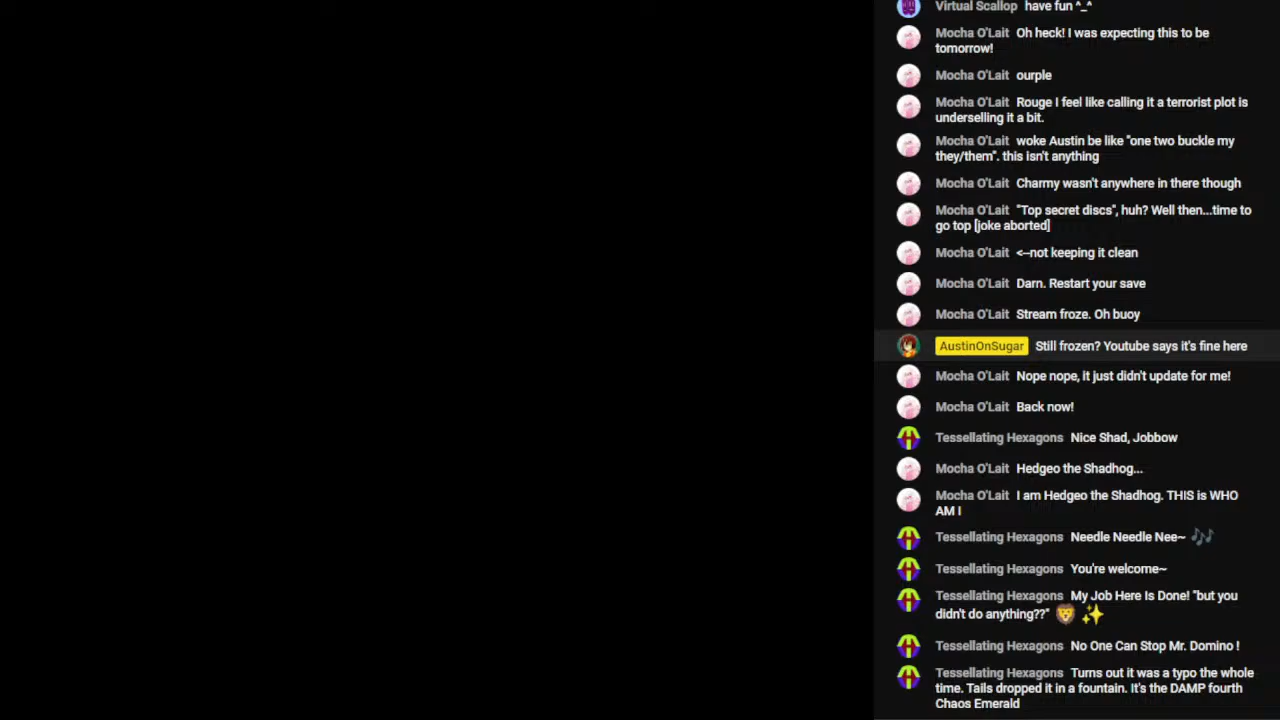 Virtual Scallop have fun ^_^
Mocha O'Lait Oh heck! I was expecting this to be
tomorrow!
Mocha O'Lait ourple
Mocha O'Lait Rouge I feel like calling it a terrorist plot is
underselling it a bit.
Mocha O'Lait woke Austin be like "one two buckle my
they/them". this isn't anything
Mocha O'Lait Charmy wasn't anywhere in there though
Mocha O'Lait "Top secret discs", huh? Well then...time to
go top [joke aborted]
Mocha O'Lait <--not keeping it clean
Mocha O'Lait Darn. Restart your save
Mocha O'Lait Stream froze. Oh buoy
AustinOnSugar Still frozen? Youtube says it's fine here
Mocha O'Lait Nope nope, it just didn't update for me!
Mocha O'Lait Back now!
Tessellating Hexagons Nice Shad, Jobbow
Mocha O'Lait Hedgeo the Shadhog...
Mocha O'Lait I am Hedgeo the Shadhog. THIS is WHO
AM I
Tessellating Hexagons Needle Needle Nee~ 🎶
Tessellating Hexagons You're welcome~
Tessellating Hexagons My Job Here Is Done! "but you
didn't do anything??" 🦁 ✨
Tessellating Hexagons No One Can Stop Mr. Domino !
Tessellating Hexagons Turns out it was a typo the whole
time. Tails dropped it in a fountain. It's the DAMP fourth
Chaos Emerald